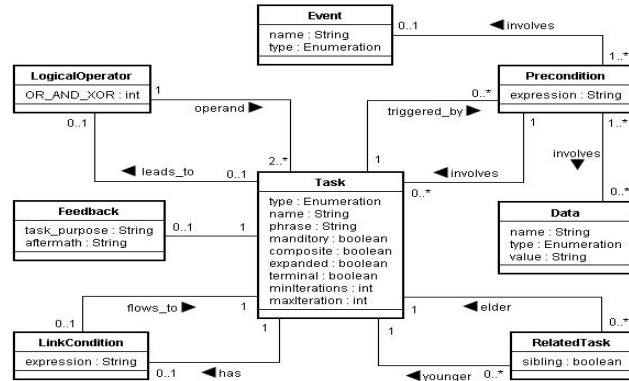 Event
name : String
type : Enumeration
0..1
◄ involves
1..*
LogicalOperator
OR_AND_XOR : int
1
operand ►
0..1
◄ leads_to
0..1
2..*
Precondition
expression : String
0..*
triggered_by ►
1
1
◄ involves
0..*
1..*
involves
▼
0..*
Task
type : Enumeration
name : String
phrase : String
manditory : boolean
composite : boolean
expanded : boolean
terminal : boolean
minIterations : int
maxIteration : int
Feedback
task_purpose : String
aftermath : String
0..1
1
Data
name : String
type : Enumeration
value : String
flows_to ►
0..1
1
LinkCondition
expression : String
0..1
◄ has
1
1
◄ elder
0..*
RelatedTask
sibling : boolean
1
◄ younger
0..*